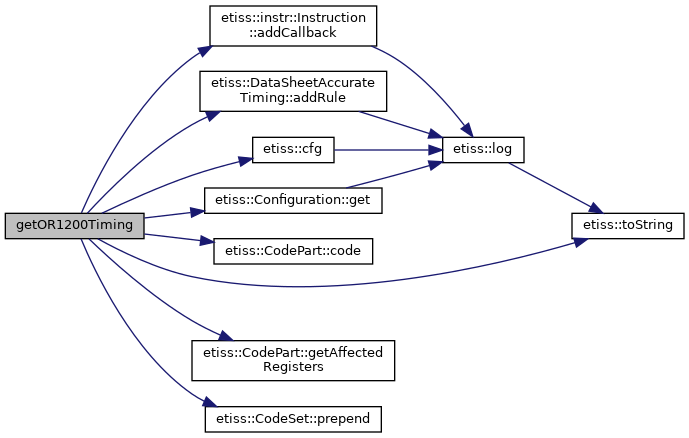 etiss::instr::Instruction
::addCallback
etiss::DataSheetAccurate
Timing::addRule
etiss::cfg
etiss::log
etiss::Configuration::get
getOR1200Timing
etiss::toString
etiss::CodePart::code
etiss::CodePart::getAffected
Registers
etiss::CodeSet::prepend